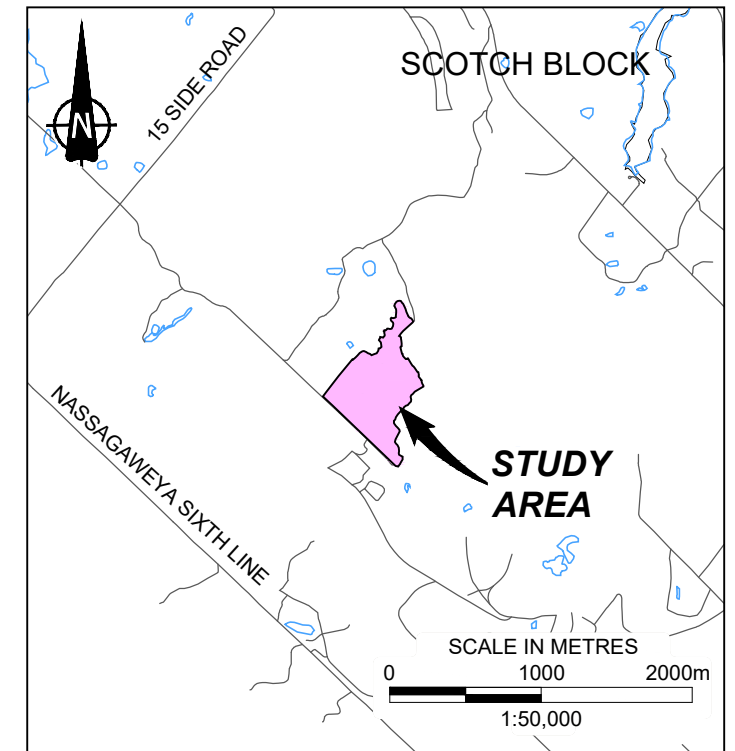 SCOTCH BLOCK
15 SIDE ROAD
N
NASSAGAWEYA SIXTH LINE
STUDY
AREA
SCALE IN METRES
0 1000 2000m
1:50,000